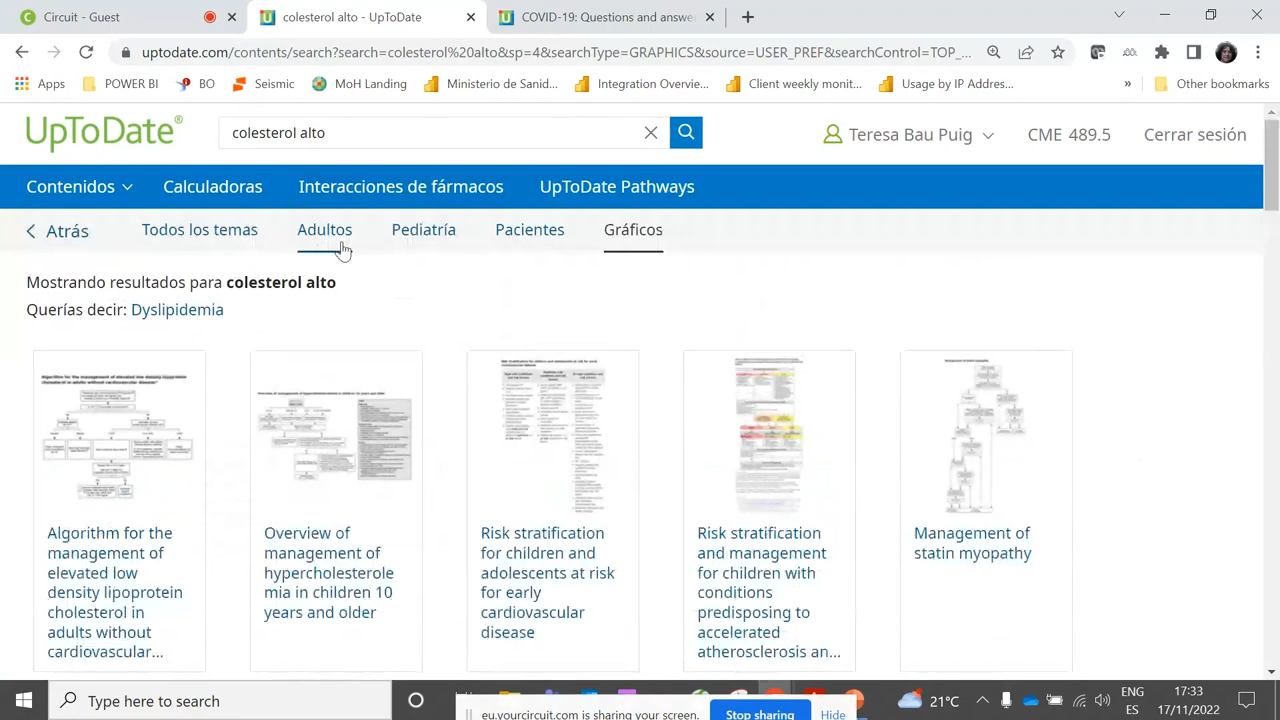 Circuit - Guest
colesterol alto - UpToDate
COVID-19: Questions and answe
uptodate.com/contents/search?search=colesterol%20alto&sp=4&searchType=GRAPHICS&source=USER_PREF&searchControl=TOP_...
Apps
POWER BI
BO
Seismic
MoH Landing
Ministerio de Sanid...
Integration Overvie...
Client weekly monit...
Usage by IP Addres...
»
Other bookmarks
UpToDate®
colesterol alto
Teresa Bau Puig
CME 489.5
Cerrar sesión
Contenidos
Calculadoras
Interacciones de fármacos
UpToDate Pathways
Atrás
Todos los temas
Adultos
Pediatría
Pacientes
Gráficos
Mostrando resultados para colesterol alto
Querías decir: Dyslipidemia
Algorithm for the
management of
elevated low
density lipoprotein
cholesterol in
adults without
cardiovascular...
Overview of
management of
hypercholesterole
mia in children 10
years and older
Risk stratification
for children and
adolescents at risk
for early
cardiovascular
disease
Risk stratification
and management
for children with
conditions
predisposing to
accelerated
atherosclerosis an...
Management of
statin myopathy
Type here to search
eu.yourcircuit.com is sharing your screen.
Stop sharing
Hide
21°C
ENG
ES
17:33
17/11/2022